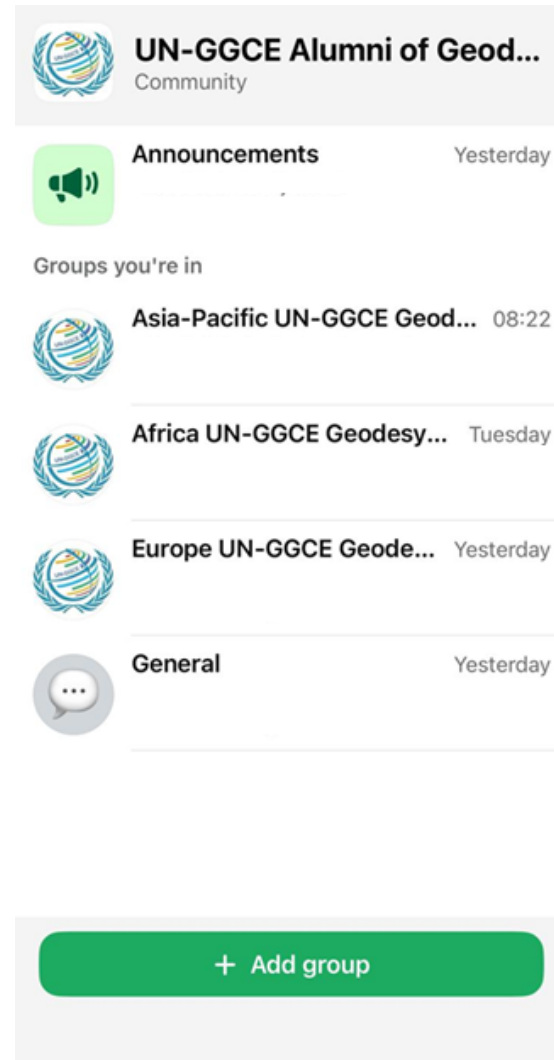 UN-GGCE Alumni of Geod...
Community
Announcements Yesterday
Groups you're in
Asia-Pacific UN-GGCE Geod... 08:22
Africa UN-GGCE Geodesy... Tuesday
Europe UN-GGCE Geode... Yesterday
General Yesterday
+ Add group